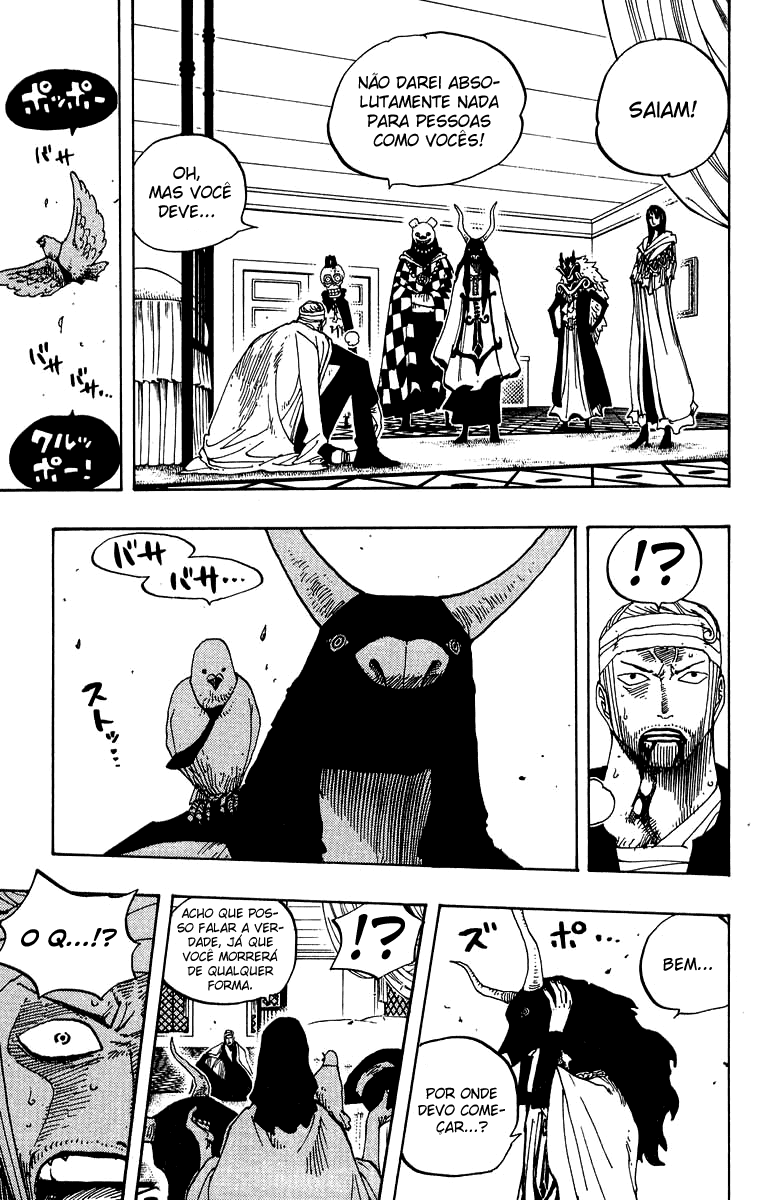 SAIAM!
NÃO DAREI ABSO-
LUTAMENTE NADA
PARA PESSOAS
COMO VOCÊS!
OH,
MAS VOCÊ
DEVE...
ポッポー
バサ
バサ
バサ...
クルッ
ポー!
!?
バサ
バサ...
ストッ...
BEM...
ズポ...
POR ONDE
DEVO COME-
ÇAR...?
!?
ACHO QUE POS-
SO FALAR A VER-
DADE, JÁ QUE
VOCÊ MORRERÁ
DE QUALQUER
FORMA.
O Q...!?